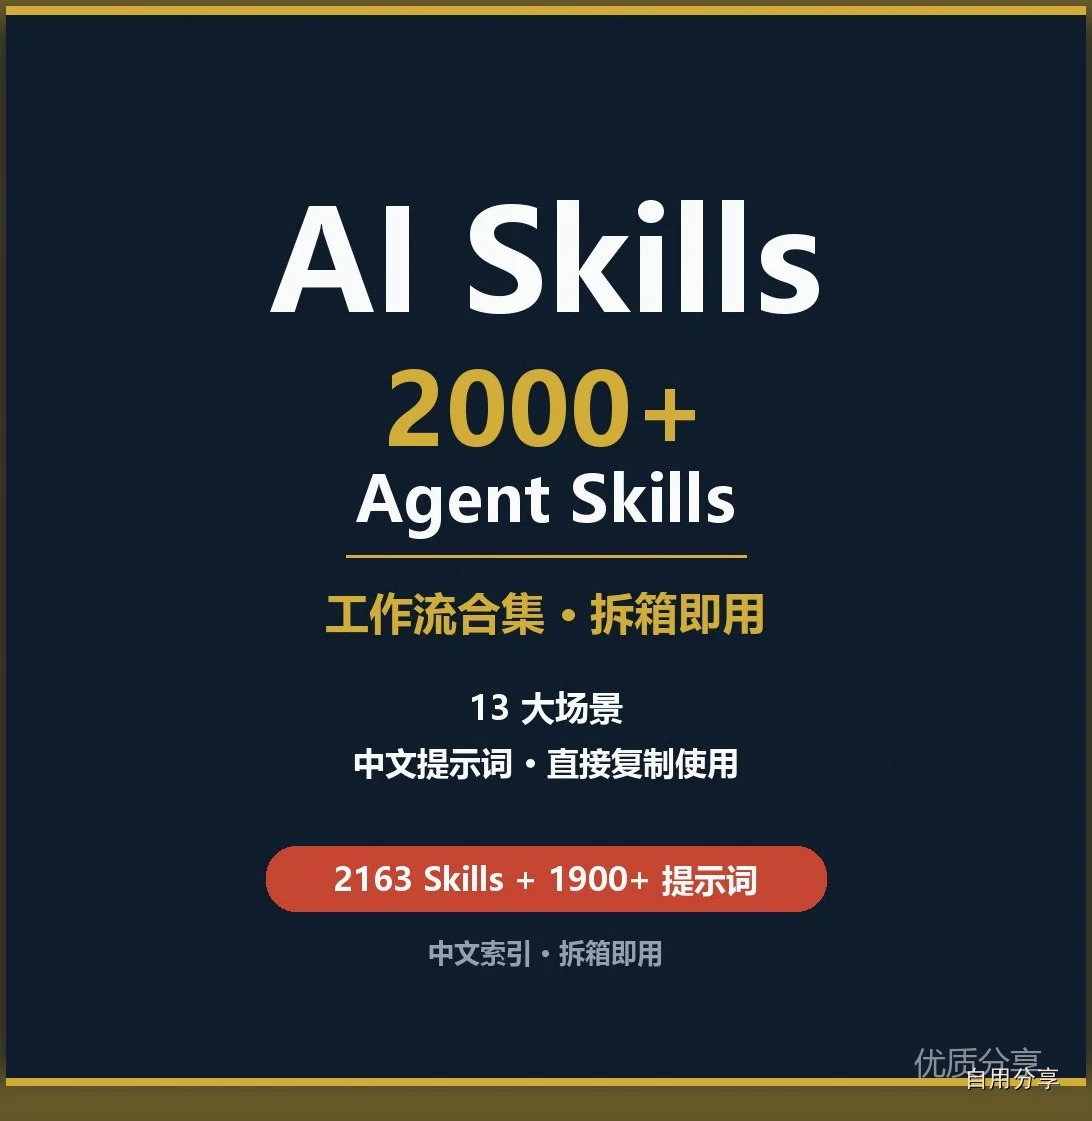 AI Skills
2000+
Agent Skills
工作流合集·拆箱即用
13 大场景
中文提示词·直接复制使用
2163 Skills + 1900+ 提示词
中文索引·拆箱即用
优质分享
自用分享